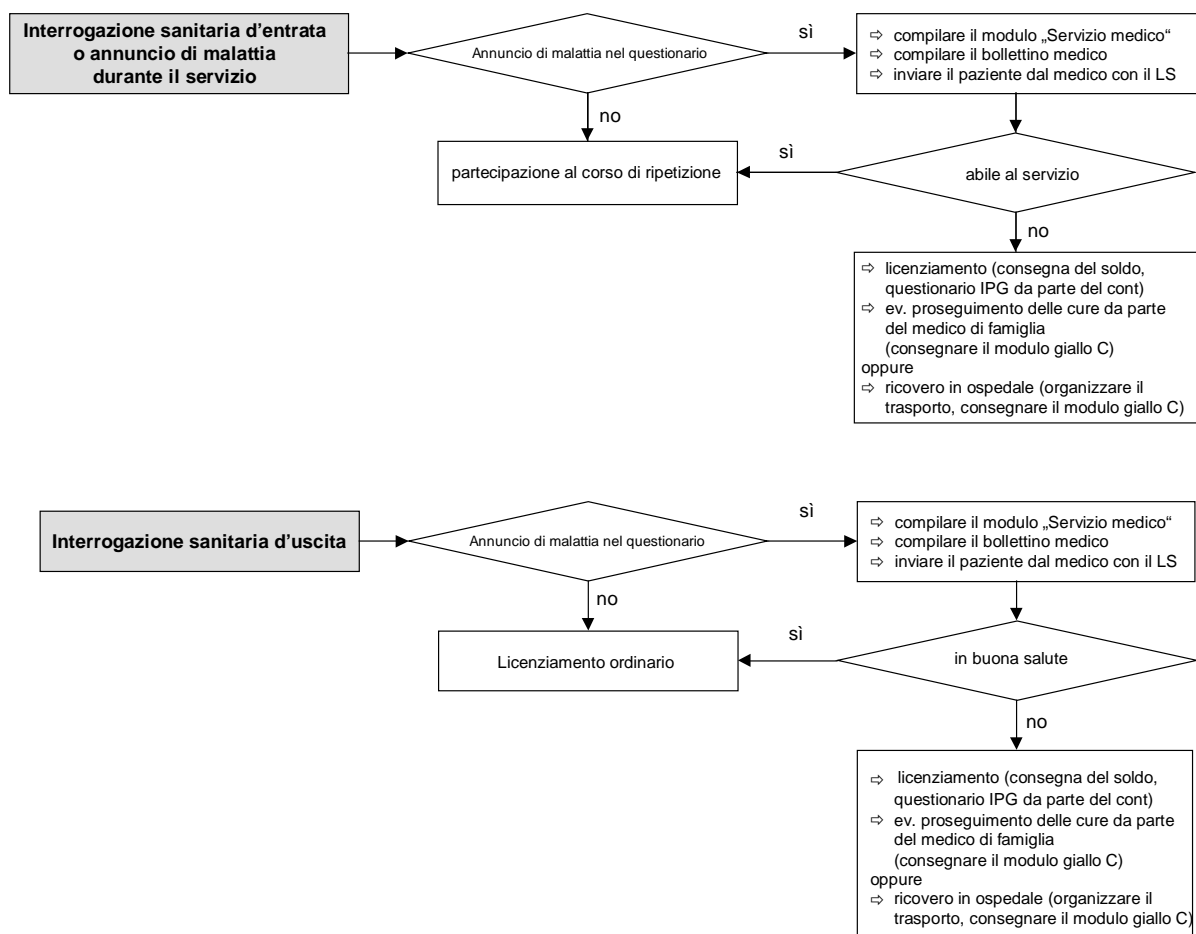 Interrogazione sanitaria d'entrata
o annuncio di malattia
durante il servizio
Annuncio di malattia nel questionario
sì
⇨ compilare il modulo „Servizio medico“
⇨ compilare il bollettino medico
⇨ inviare il paziente dal medico con il LS
no
partecipazione al corso di ripetizione
sì
abile al servizio
no
⇨ licenziamento (consegna del soldo,
questionario IPG da parte del cont)
⇨ ev. proseguimento delle cure da parte
del medico di famiglia
(consegnare il modulo giallo C)
oppure
⇨ ricovero in ospedale (organizzare il
trasporto, consegnare il modulo giallo C)
Interrogazione sanitaria d'uscita
Annuncio di malattia nel questionario
sì
⇨ compilare il modulo „Servizio medico“
⇨ compilare il bollettino medico
⇨ inviare il paziente dal medico con il LS
no
Licenziamento ordinario
sì
in buona salute
no
⇨ licenziamento (consegna del soldo,
questionario IPG da parte del cont)
⇨ ev. proseguimento delle cure da parte
del medico di famiglia
(consegnare il modulo giallo C)
oppure
⇨ ricovero in ospedale (organizzare il
trasporto, consegnare il modulo giallo C)